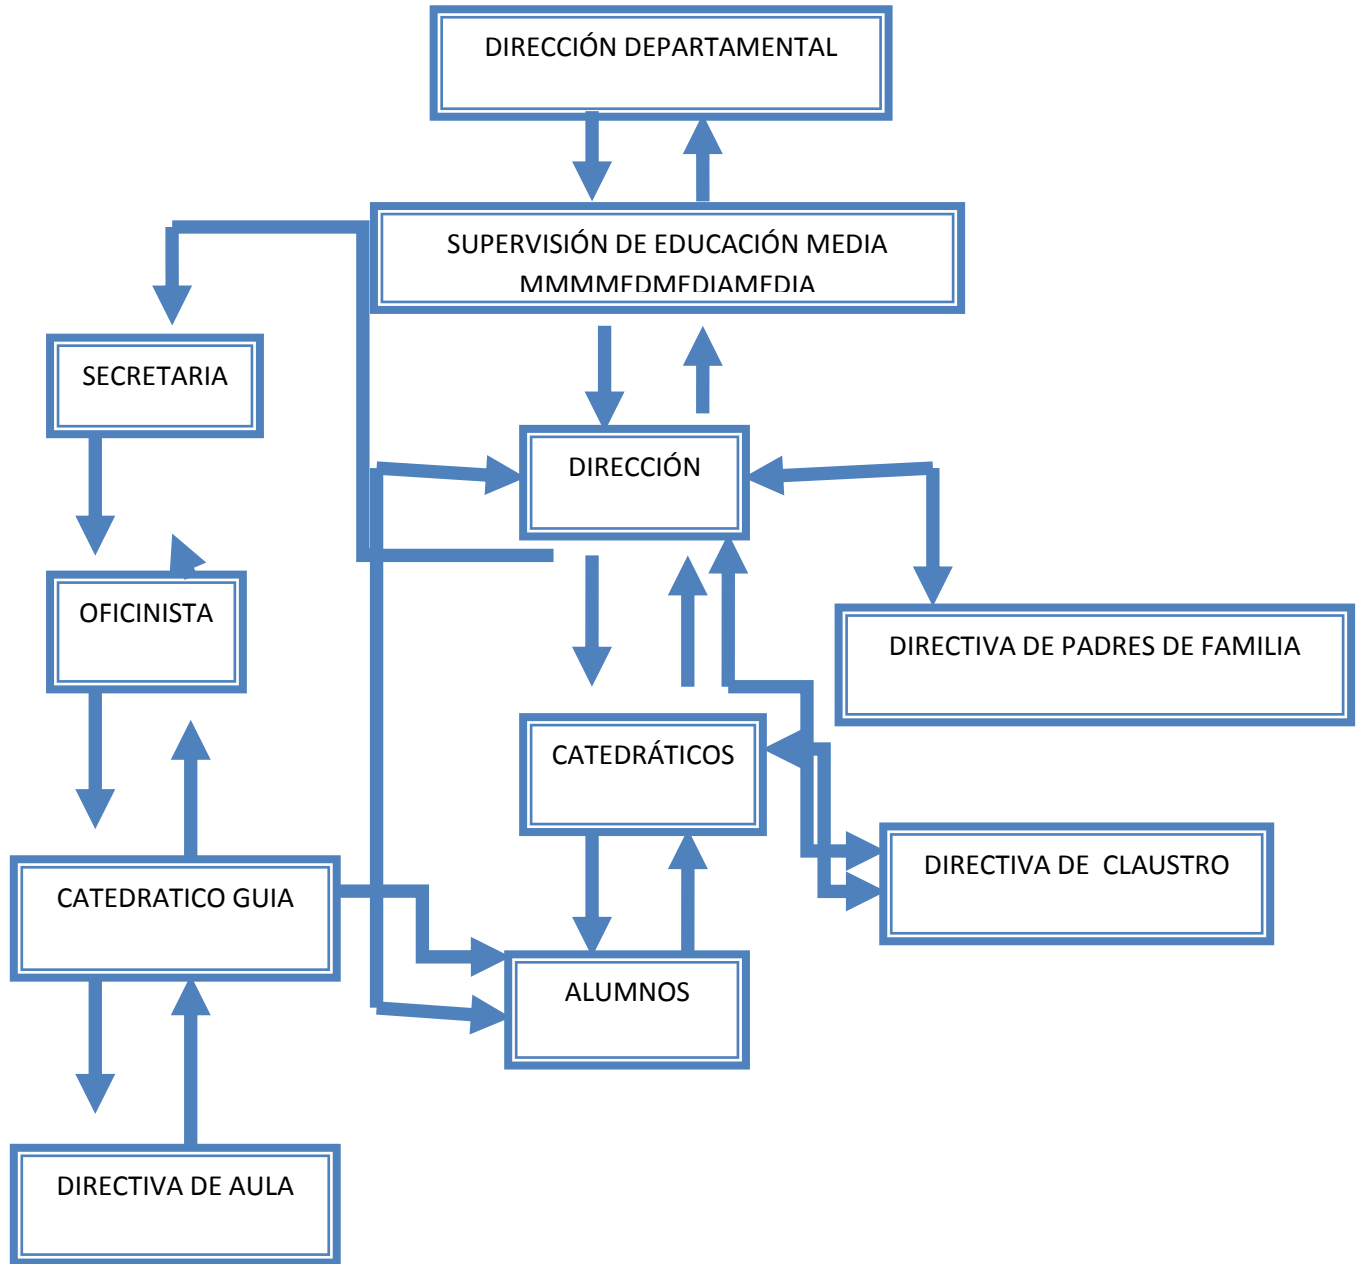 DIRECCIÓN DEPARTAMENTAL
SUPERVISIÓN DE EDUCACIÓN MEDIA
MMMMEDMEDIAMEDIA
SECRETARIA
DIRECCIÓN
OFICINISTA
DIRECTIVA DE PADRES DE FAMILIA
CATEDRÁTICOS
DIRECTIVA DE CLAUSTRO
CATEDRATICO GUIA
ALUMNOS
DIRECTIVA DE AULA